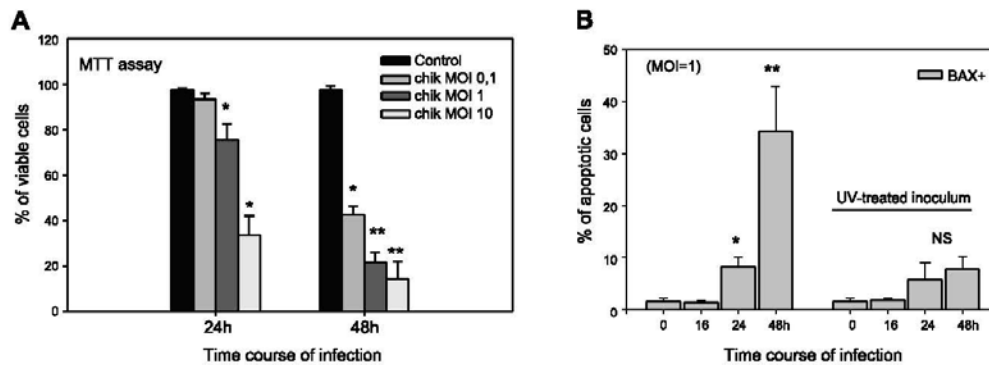 A
MTT assay
Control
chik MOI 0,1
chik MOI 1
chik MOI 10
% of viable cells
120
100
80
60
40
20
0
*
*
*
**
**
24h
48h
Time course of infection
B
(MOI=1)
BAX+
% of apoptotic cells
50
40
30
20
10
0
*
**
UV-treated inoculum
NS
0 16 24 48h 0 16 24 48h
Time course of infection